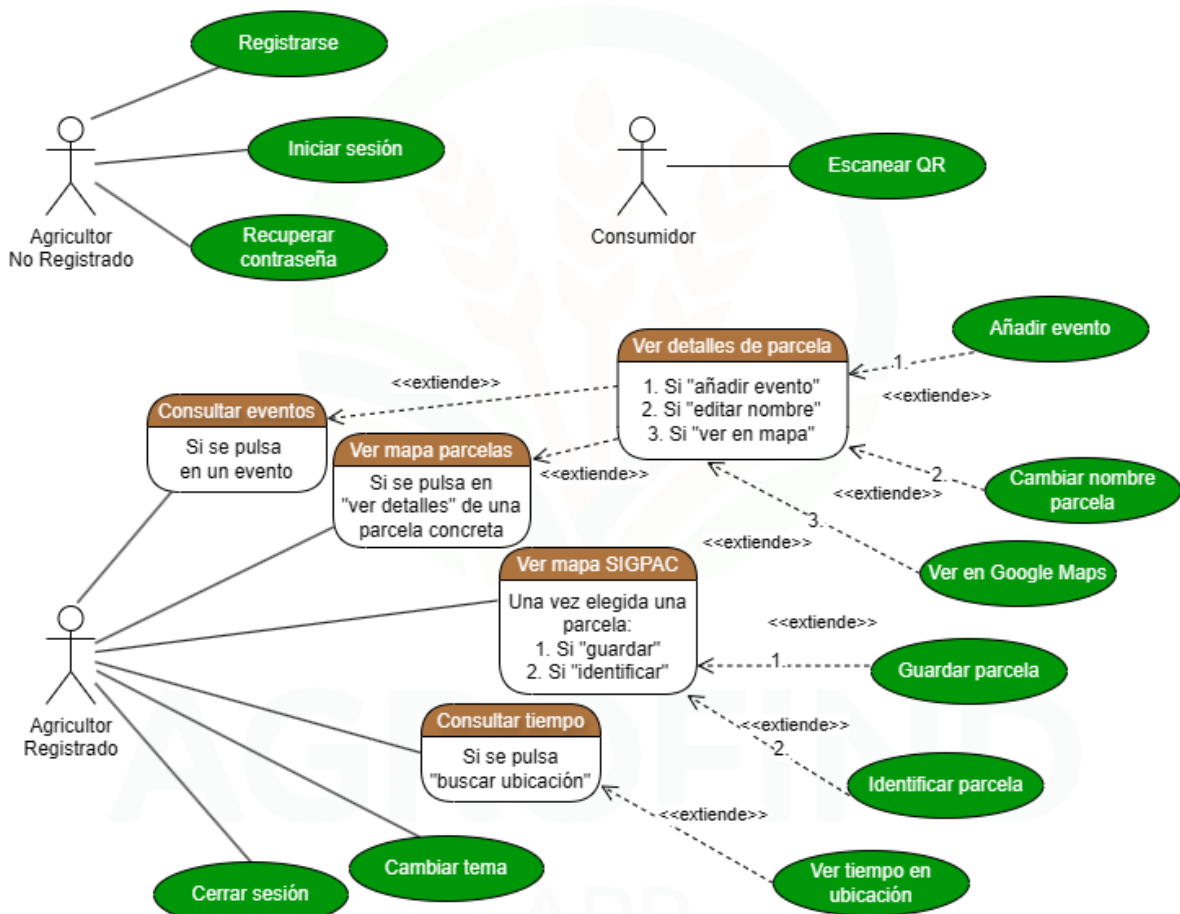 Registrarse
Iniciar sesión
Recuperar
contraseña
Agricultor
No Registrado
Escanear QR
Consumidor
Añadir evento
1.
<<extiende>>
Ver detalles de parcela
1. Si "añadir evento"
2. Si "editar nombre"
3. Si "ver en mapa"
<<extiende>>
Consultar eventos
Si se pulsa
en un evento
Ver mapa parcelas
Si se pulsa en
"ver detalles" de una
parcela concreta
<<extiende>>
2.
<<extiende>>
Cambiar nombre
parcela
3.
<<extiende>>
Ver en Google Maps
Ver mapa SIGPAC
Una vez elegida una
parcela:
1. Si "guardar"
2. Si "identificar"
<<extiende>>
1.
Guardar parcela
Agricultor
Registrado
<<extiende>>
2.
Identificar parcela
Consultar tiempo
Si se pulsa
"buscar ubicación"
<<extiende>>
Ver tiempo en
ubicación
Cambiar tema
Cerrar sesión
AGROFIND
APP